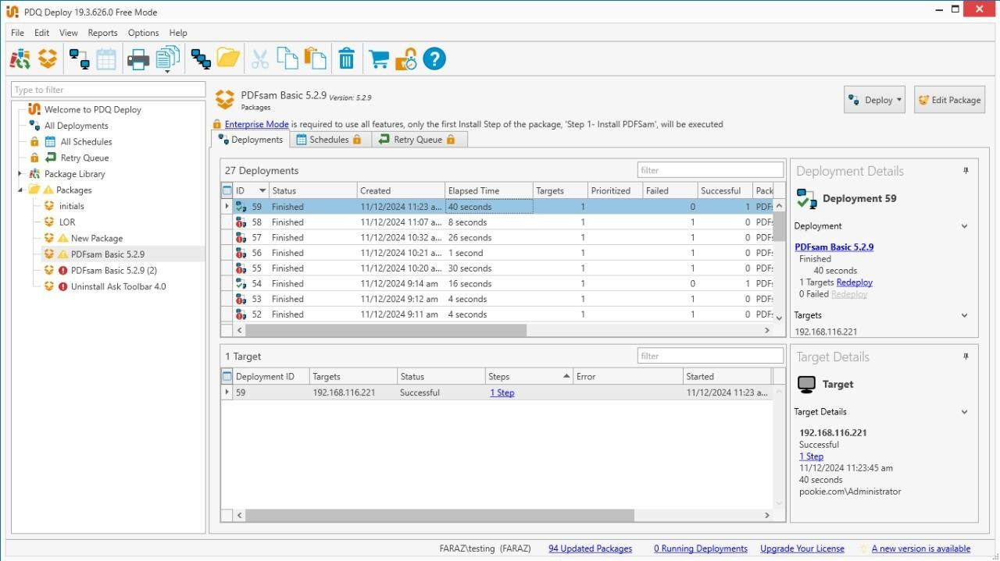 PDQ Deploy 19.3.626.0 Free Mode
File Edit View Reports Options Help
Type to filter
Welcome to PDQ Deploy
All Deployments
All Schedules
Retry Queue
Package Library
Packages
initials
LOR
New Package
PDFsam Basic 5.2.9
PDFsam Basic 5.2.9 (2)
Uninstall Ask Toolbar 4.0
PDFsam Basic 5.2.9 Version: 5.2.9
Packages
Deploy
Edit Package
Enterprise Mode is required to use all features, only the first Install Step of the package, 'Step 1- Install PDFSam', will be executed
Deployments Schedules Retry Queue
27 Deployments filter
ID Status Created Elapsed Time Targets Prioritized Failed Successful Pack
59 Finished 11/12/2024 11:23 a... 40 seconds 1 0 1 PDFs
58 Finished 11/12/2024 11:07 a... 8 seconds 1 1 0 PDFs
57 Finished 11/12/2024 10:32 a... 26 seconds 1 1 0 PDFs
56 Finished 11/12/2024 10:21 a... 1 second 1 1 0 PDFs
55 Finished 11/12/2024 10:20 a... 30 seconds 1 1 0 PDFs
54 Finished 11/12/2024 9:14 am 16 seconds 1 0 1 PDFs
53 Finished 11/12/2024 9:12 am 4 seconds 1 1 0 PDFs
52 Finished 11/12/2024 9:11 am 4 seconds 1 1 0 PDFs
1 Target filter
Deployment ID Targets Status Steps Error Started
59 192.168.116.221 Successful 1 Step 11/12/2024 11:23 a...
Deployment Details
Deployment 59
Deployment
PDFsam Basic 5.2.9
Finished
40 seconds
1 Targets Redeploy
0 Failed Redeploy
Targets
192.168.116.221
Target Details
Target
Target Details
192.168.116.221
Successful
1 Step
11/12/2024 11:23:45 am
40 seconds
pookie.com\Administrator
FARAZ\testing (FARAZ) 94 Updated Packages 0 Running Deployments Upgrade Your License A new version is available